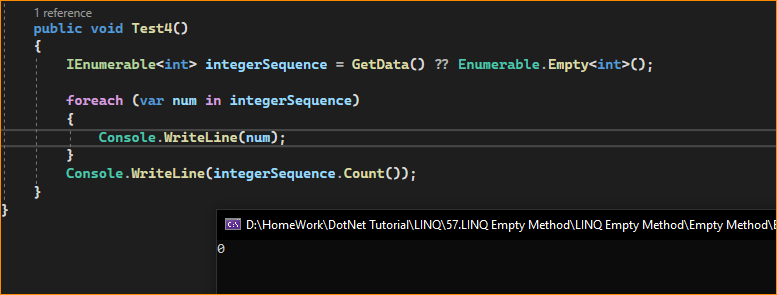 1 reference
public void Test4()
{
IEnumerable<int> integerSequence = GetData() ?? Enumerable.Empty<int>();
foreach (var num in integerSequence)
{
Console.WriteLine(num);
}
Console.WriteLine(integerSequence.Count());
}
}
D:\HomeWork\DotNet Tutorial\LINQ\57.LINQ Empty Method\LINQ Empty Method\Empty Method\
0